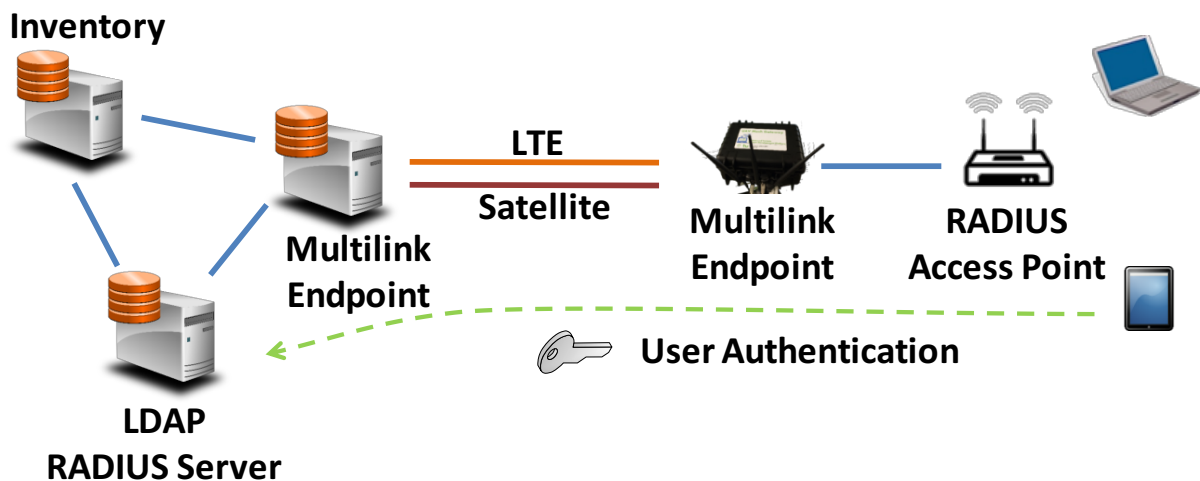 Inventory
LTE
Satellite
Multilink
Endpoint
Multilink
Endpoint
RADIUS
Access Point
User Authentication
LDAP
RADIUS Server